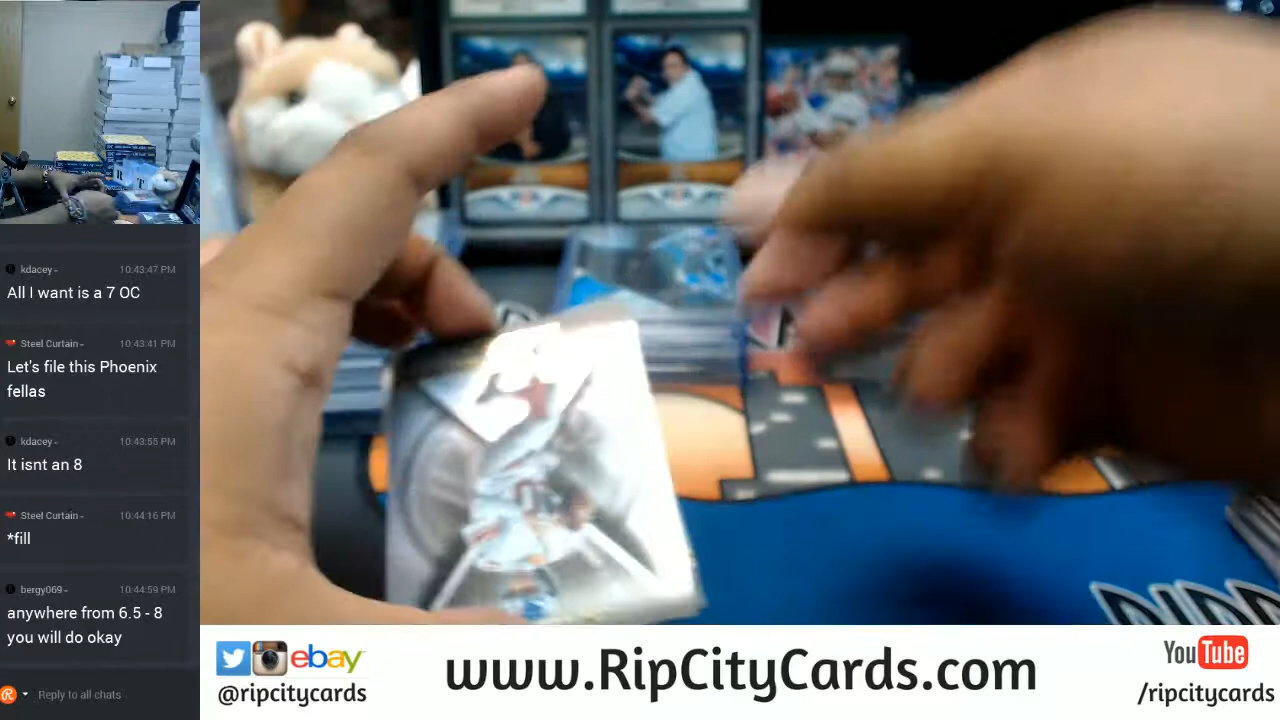 kdacey- 10:43:47 PM
All I want is a 7 OC
Steel Curtain- 10:43:41 PM
Let's file this Phoenix
fellas
kdacey- 10:43:55 PM
It isnt an 8
Steel Curtain- 10:44:16 PM
*fill
bergy069- 10:44:59 PM
anywhere from 6.5 - 8
you will do okay
Reply to all chats
ebay
@ripcitycards
www.RipCityCards.com
YouTube
/ripcitycards